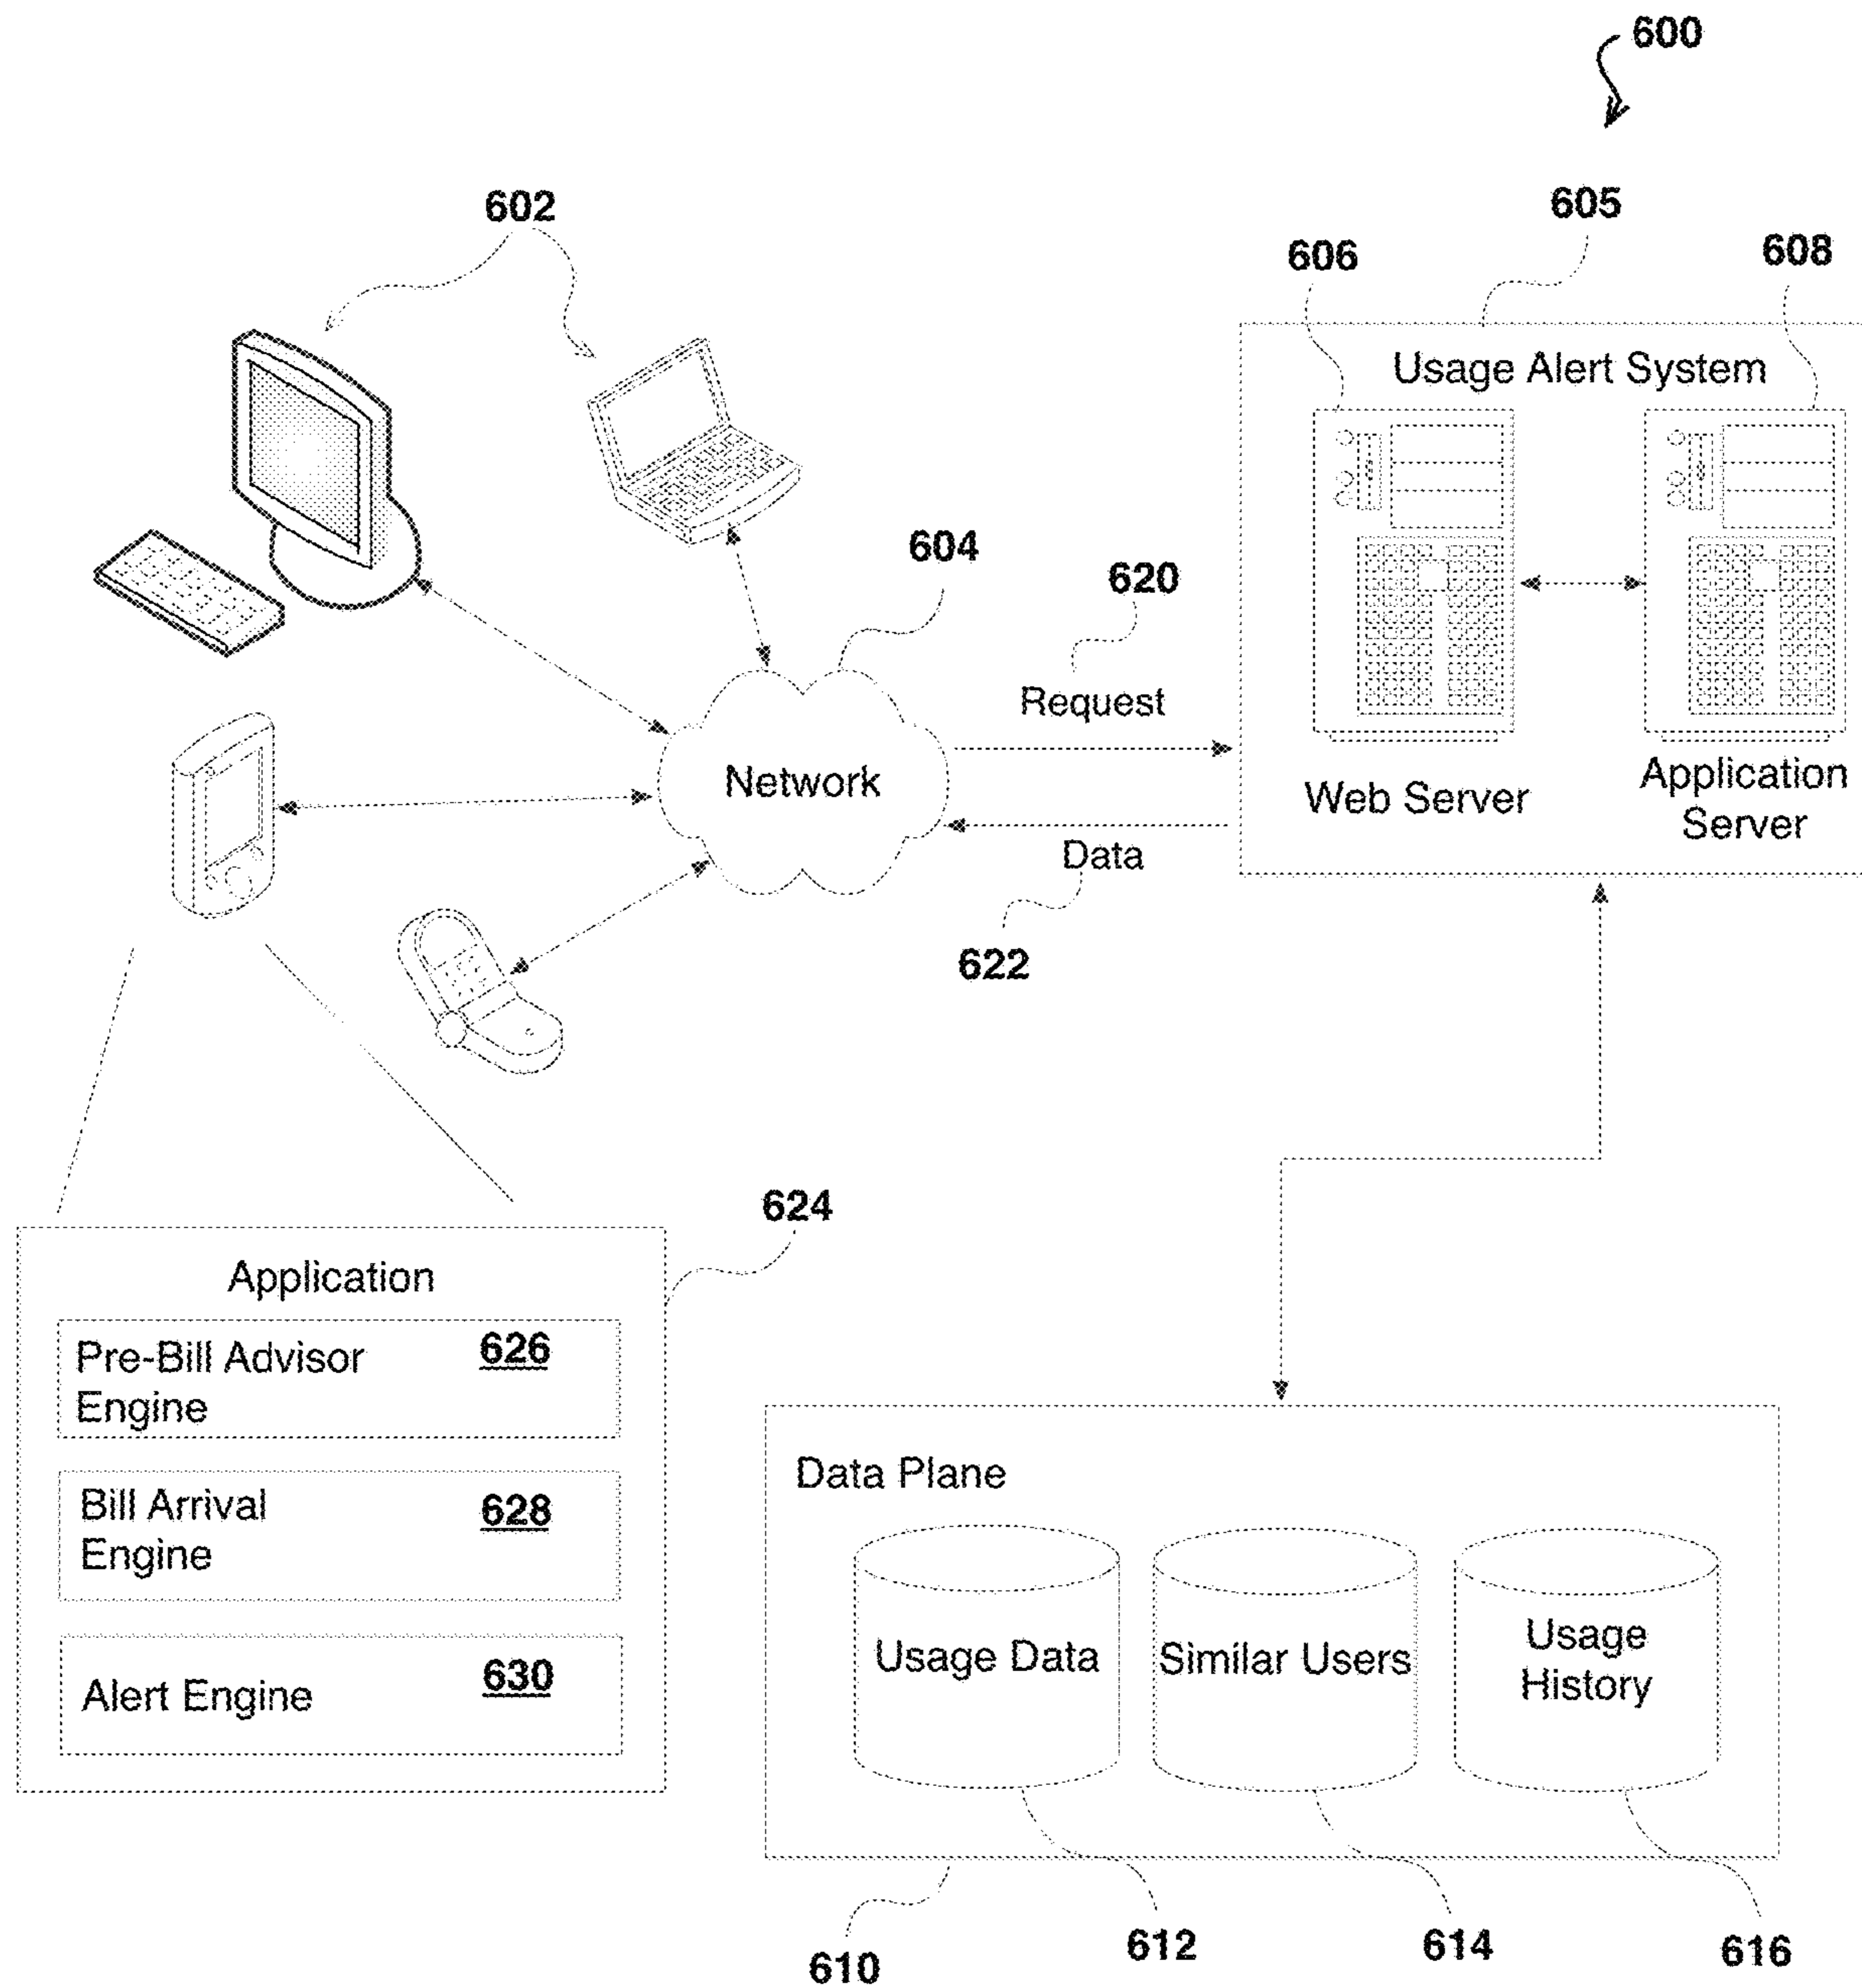 600
602
605
606
608
Usage Alert System
604
620
Request
Network
Web Server
Application
Server
Data
622
624
Application
Pre-Bill Advisor 626
Engine
Bill Arrival 628
Engine
Alert Engine 630
Data Plane
Usage Data
Similar Users
Usage
History
610
612
614
616